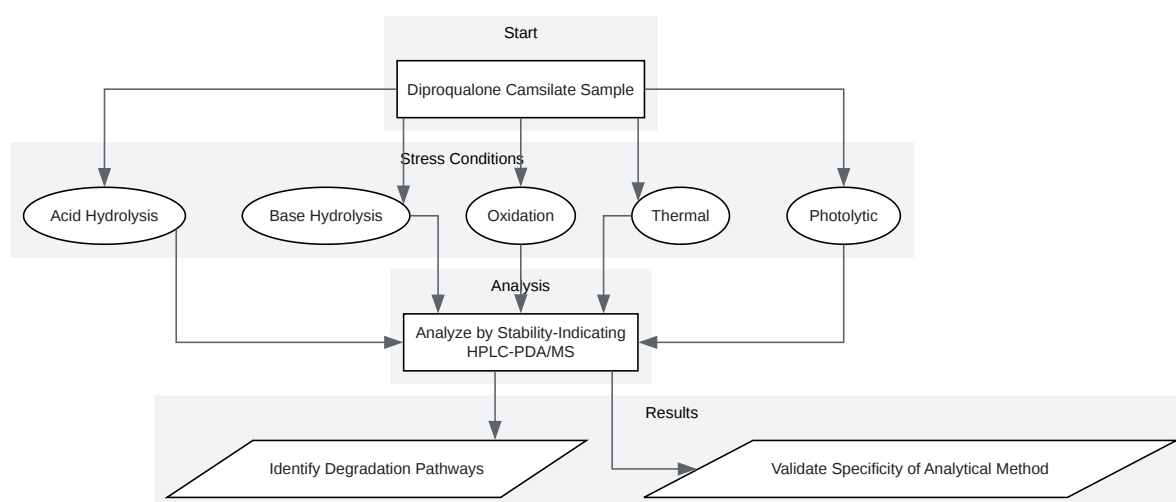 Start
Diproqualone Camsilate Sample
Stress Conditions
Acid Hydrolysis
Base Hydrolysis
Oxidation
Thermal
Photolytic
Analysis
Analyze by Stability-Indicating
HPLC-PDA/MS
Results
Identify Degradation Pathways
Validate Specificity of Analytical Method